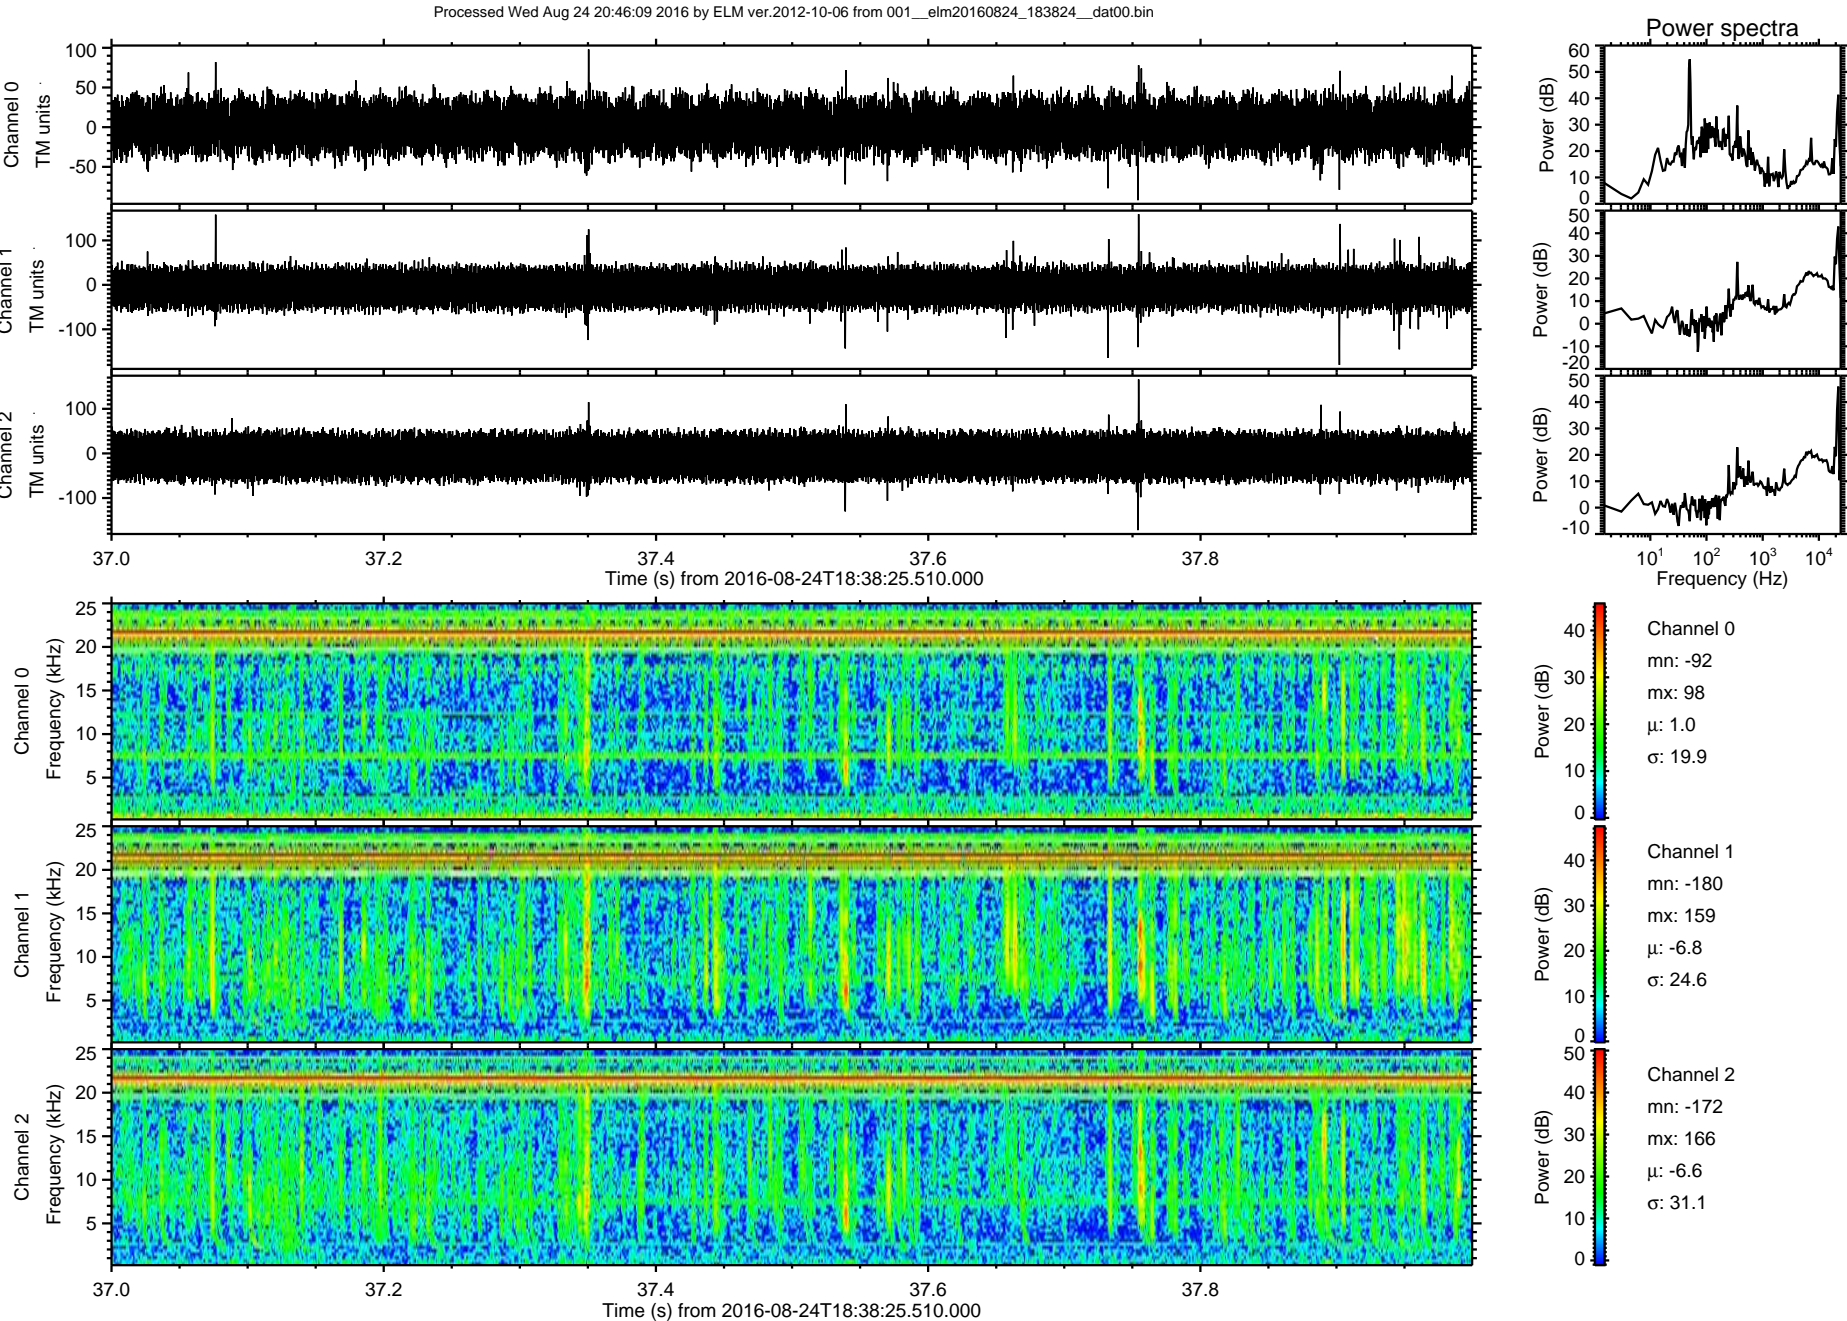 Processed Wed Aug 24 20:46:09 2016 by ELM ver.2012-10-06 from 001__elm20160824_183824__dat00.bin
Power spectra
Channel 0
TM units
100
50
0
-50
Power (dB)
60
50
40
30
20
10
0
Channel 1
TM units
100
0
-100
Power (dB)
50
40
30
20
10
0
-10
-20
Channel 2
TM units
100
0
-100
Power (dB)
50
40
30
20
10
0
-10
37.0 37.2 37.4 37.6 37.8
Time (s) from 2016-08-24T18:38:25.510.000
10¹ 10² 10³ 10⁴
Frequency (Hz)
Channel 0
Frequency (kHz)
25
20
15
10
5
Power (dB)
40
30
20
10
0
Channel 0
mn: -92
mx: 98
μ: 1.0
σ: 19.9
Channel 1
Frequency (kHz)
25
20
15
10
5
Power (dB)
40
30
20
10
0
Channel 1
mn: -180
mx: 159
μ: -6.8
σ: 24.6
Channel 2
Frequency (kHz)
25
20
15
10
5
Power (dB)
50
40
30
20
10
0
Channel 2
mn: -172
mx: 166
μ: -6.6
σ: 31.1
37.0 37.2 37.4 37.6 37.8
Time (s) from 2016-08-24T18:38:25.510.000